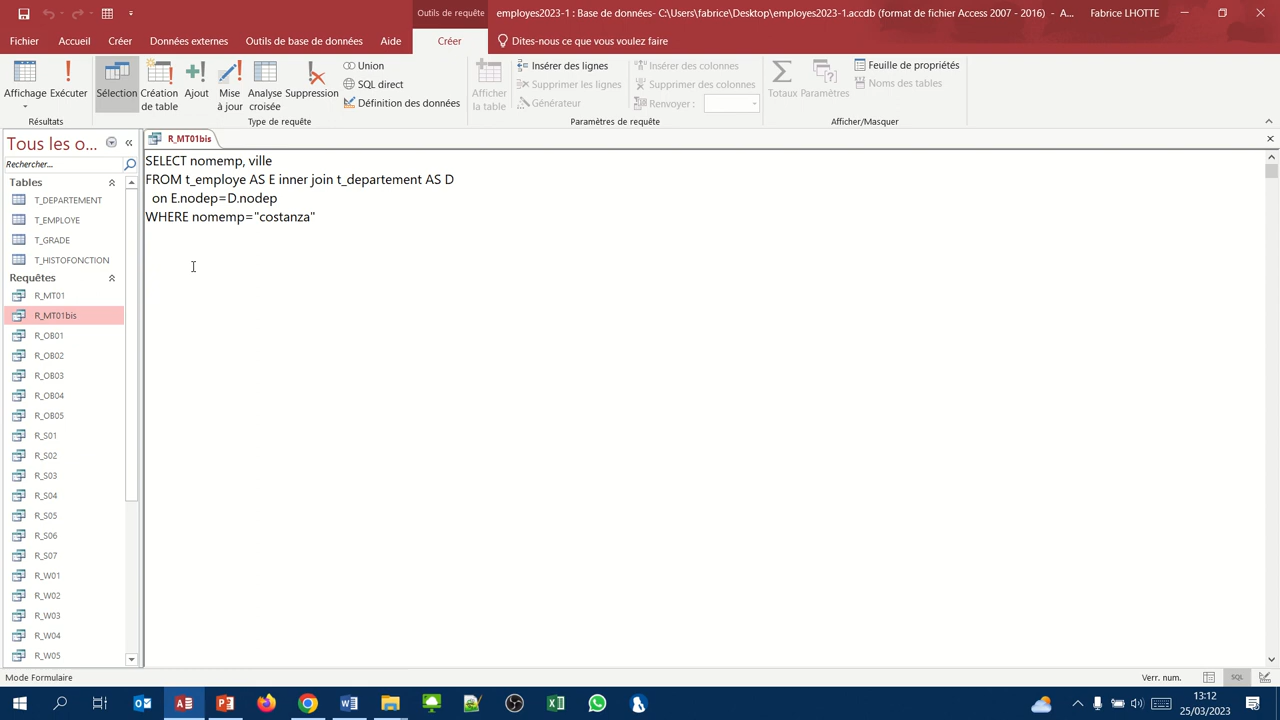 Outils de requête
employes2023-1 : Base de données- C:\Users\fabrice\Desktop\employes2023-1.accdb (format de fichier Access 2007 - 2016) - A...
Fabrice LHOTTE
Fichier Accueil Créer Données externes Outils de base de données Aide Créer Dites-nous ce que vous voulez faire
Affichage
Exécuter
Résultats
Sélection
Création de table
Ajout
Mise à jour
Analyse croisée
Suppression
Union
SQL direct
Définition des données
Type de requête
Afficher la table
Insérer des lignes
Supprimer les lignes
Générateur
Insérer des colonnes
Supprimer des colonnes
Renvoyer :
Paramètres de requête
Totaux
Paramètres
Feuille de propriétés
Noms des tables
Afficher/Masquer
Tous les o...
Rechercher...
Tables
T_DEPARTEMENT
T_EMPLOYE
T_GRADE
T_HISTOFONCTION
Requêtes
R_MT01
R_MT01bis
R_OB01
R_OB02
R_OB03
R_OB04
R_OB05
R_S01
R_S02
R_S03
R_S04
R_S05
R_S06
R_S07
R_W01
R_W02
R_W03
R_W04
R_W05
R_MT01bis
SELECT nomemp, ville
FROM t_employe AS E inner join t_departement AS D
on E.nodep=D.nodep
WHERE nomemp="costanza"
Mode Formulaire
Verr. num.
SQL
13:12
25/03/2023